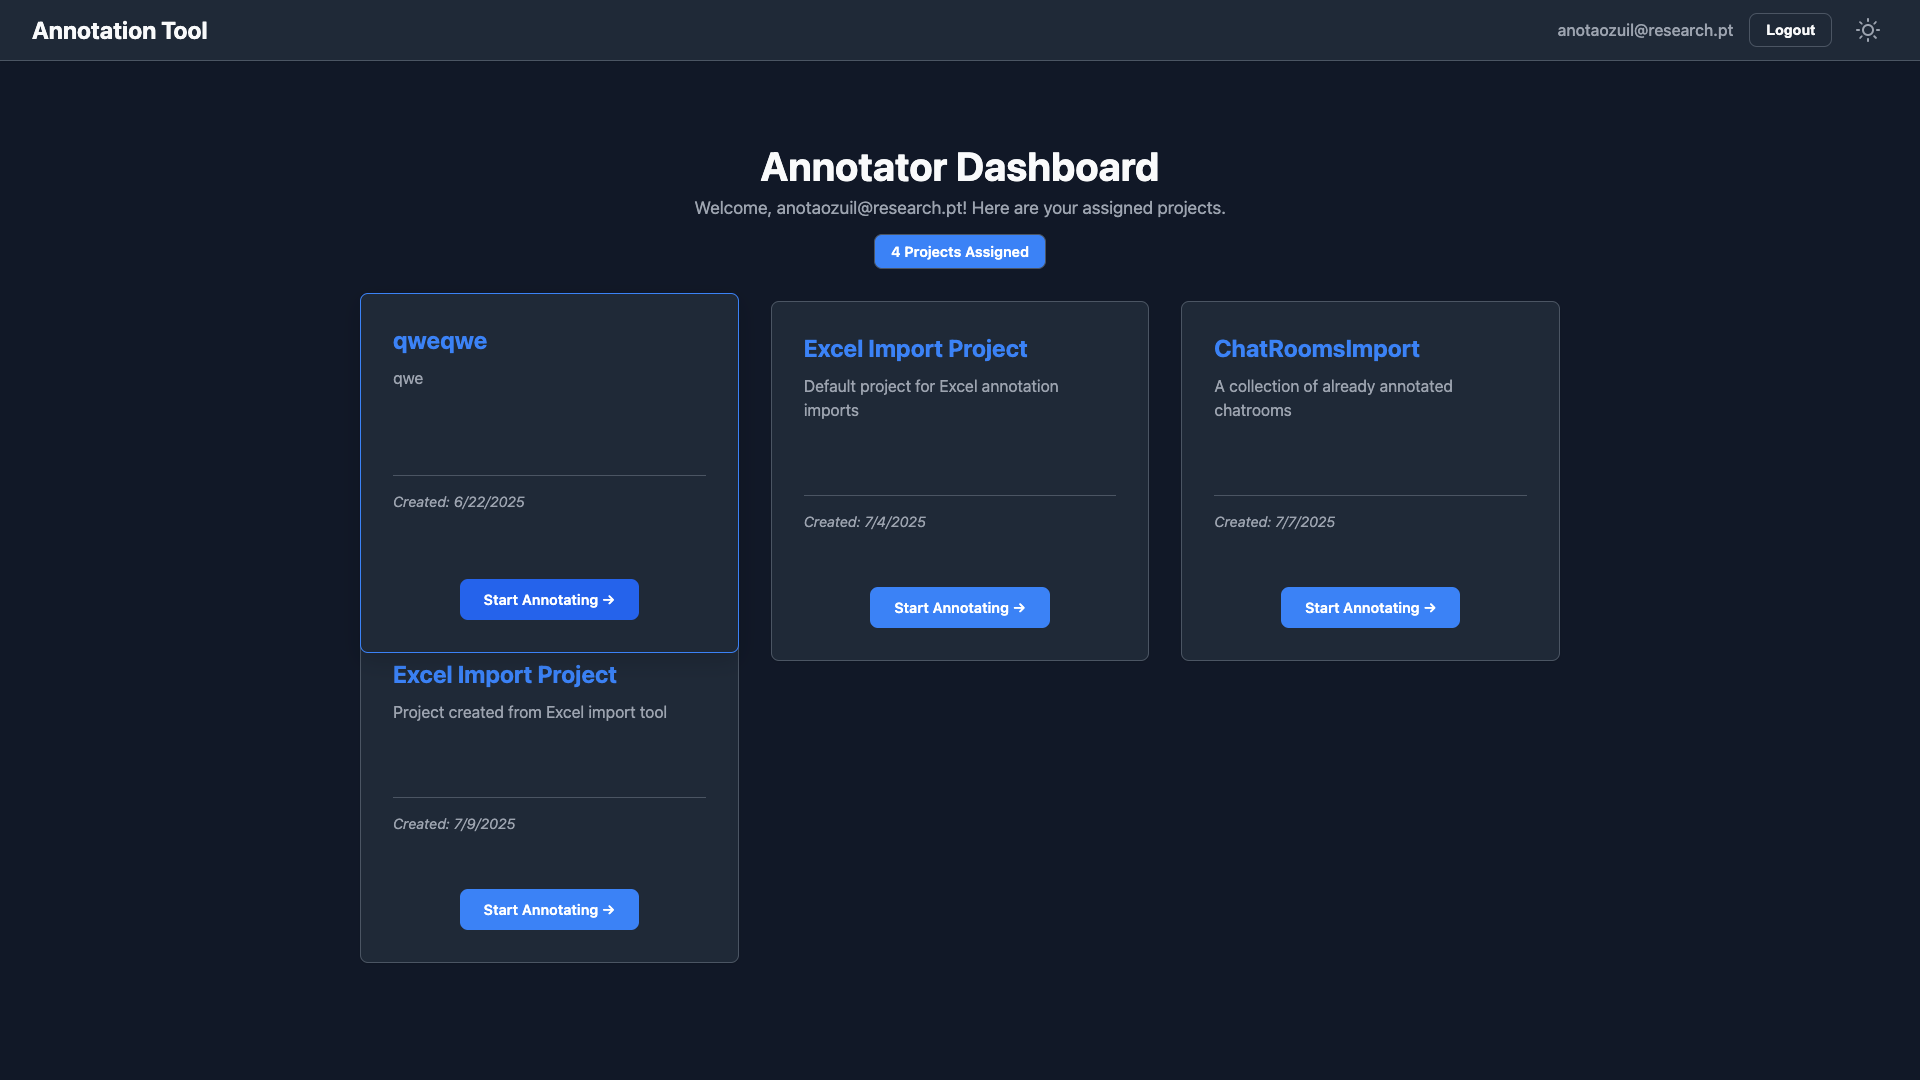 Annotation Tool
anotaozuil@research.pt
Logout
Annotator Dashboard
Welcome, anotaozuil@research.pt! Here are your assigned projects.
4 Projects Assigned
qweqwe
qwe
Created: 6/22/2025
Start Annotating →
Excel Import Project
Default project for Excel annotation
imports
Created: 7/4/2025
Start Annotating →
ChatRoomsImport
A collection of already annotated
chatrooms
Created: 7/7/2025
Start Annotating →
Excel Import Project
Project created from Excel import tool
Created: 7/9/2025
Start Annotating →